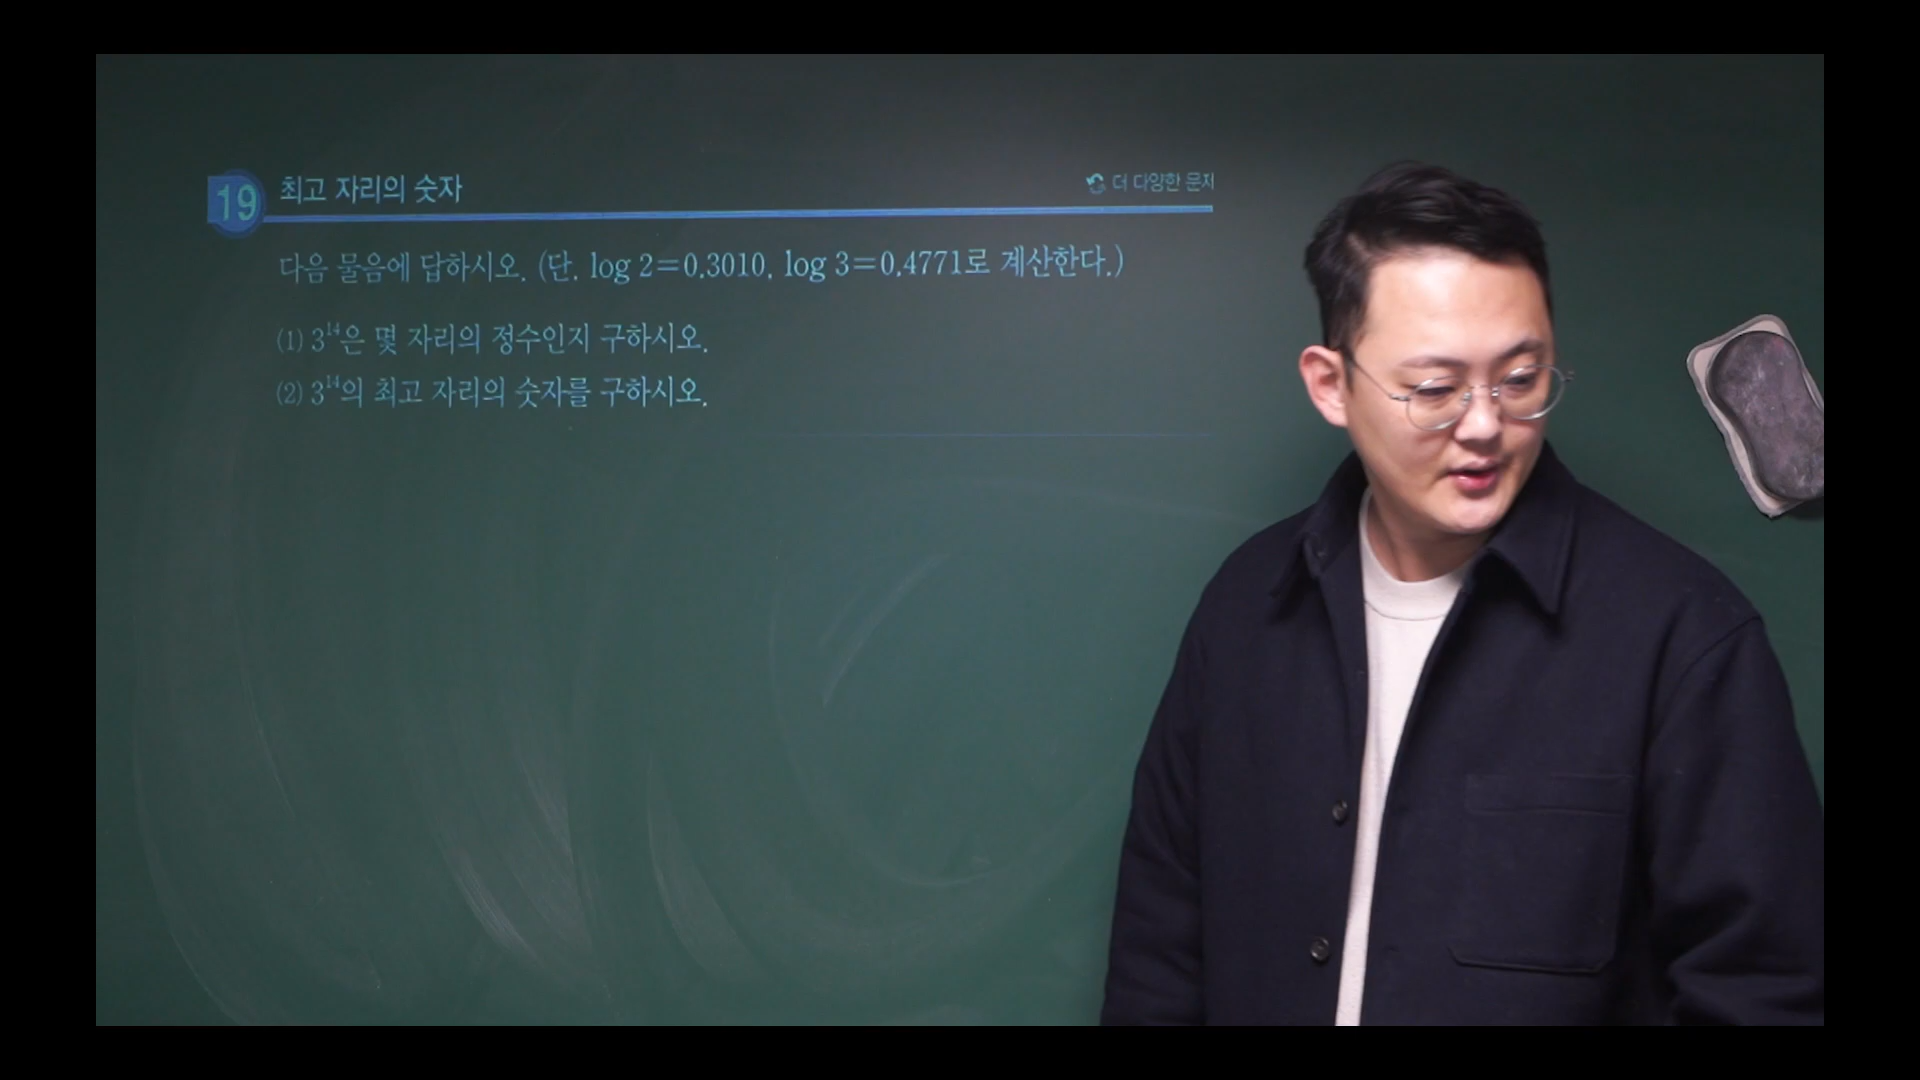 19 최고 자리의 숫자
더 다양한 문제
다음 물음에 답하시오. (단, log 2=0.3010, log 3=0.4771로 계산한다.)
(1) 3¹⁴은 몇 자리의 정수인지 구하시오.
(2) 3¹⁴의 최고 자리의 숫자를 구하시오.